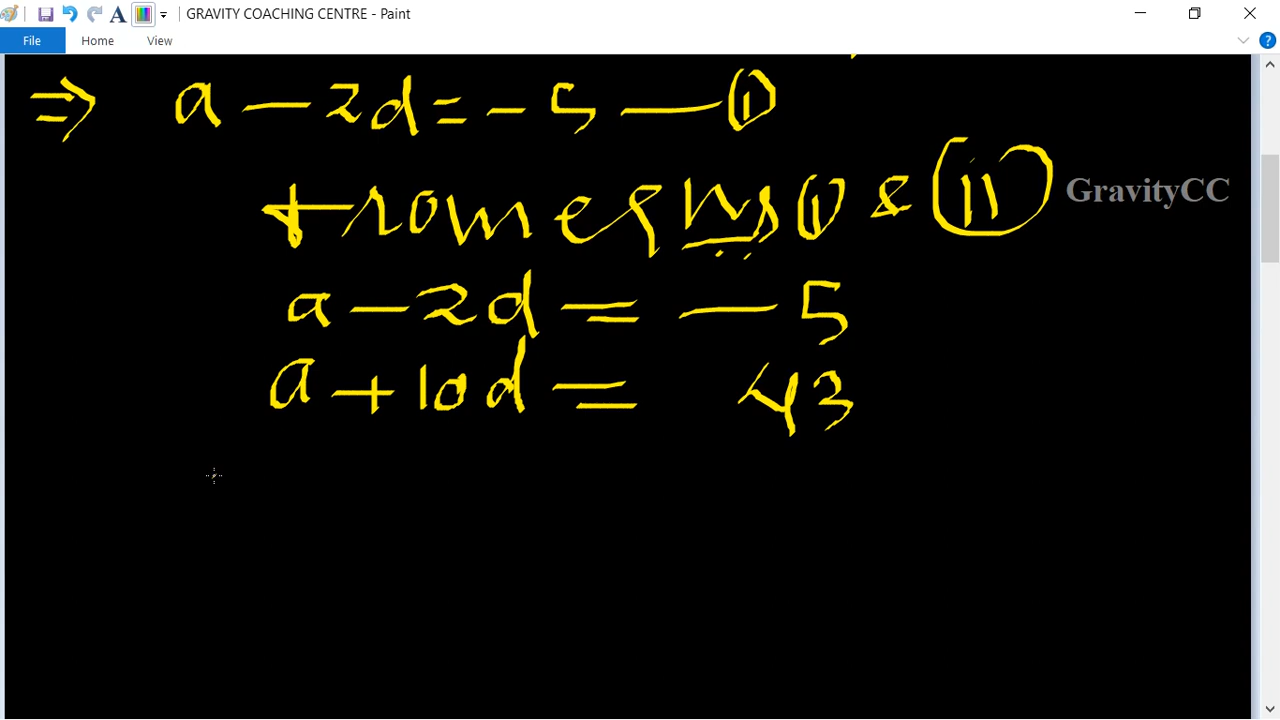 GRAVITY COACHING CENTRE - Paint
File Home View
⇒ a - 2d = - 5 — (i)
from eqns (i) & (ii)
GravityCC
a - 2d = - 5
a + 10d = 43